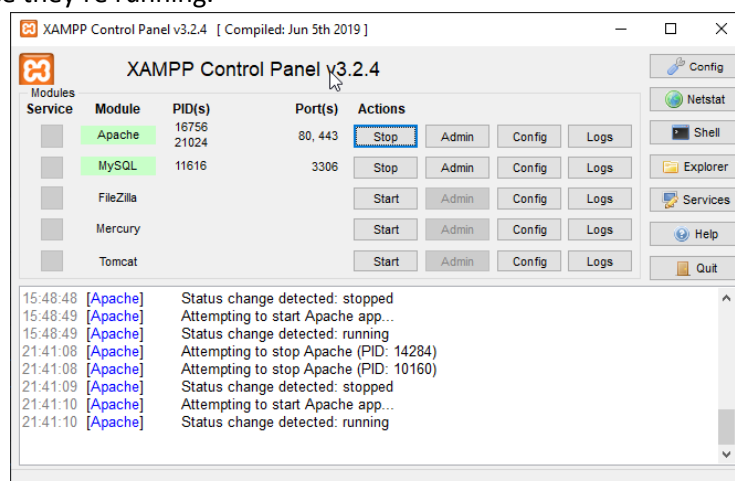 they're running.
XAMPP Control Panel v3.2.4 [ Compiled: Jun 5th 2019 ]
XAMPP Control Panel v3.2.4
Config
Modules
Service Module PID(s) Port(s) Actions
Netstat
Apache 16756 21024 80, 443 Stop Admin Config Logs
Shell
MySQL 11616 3306 Stop Admin Config Logs
Explorer
FileZilla Start Admin Config Logs
Services
Mercury Start Admin Config Logs
Help
Tomcat Start Admin Config Logs
Quit
15:48:48 [Apache] Status change detected: stopped
15:48:49 [Apache] Attempting to start Apache app...
15:48:49 [Apache] Status change detected: running
21:41:08 [Apache] Attempting to stop Apache (PID: 14284)
21:41:08 [Apache] Attempting to stop Apache (PID: 10160)
21:41:09 [Apache] Status change detected: stopped
21:41:10 [Apache] Attempting to start Apache app...
21:41:10 [Apache] Status change detected: running